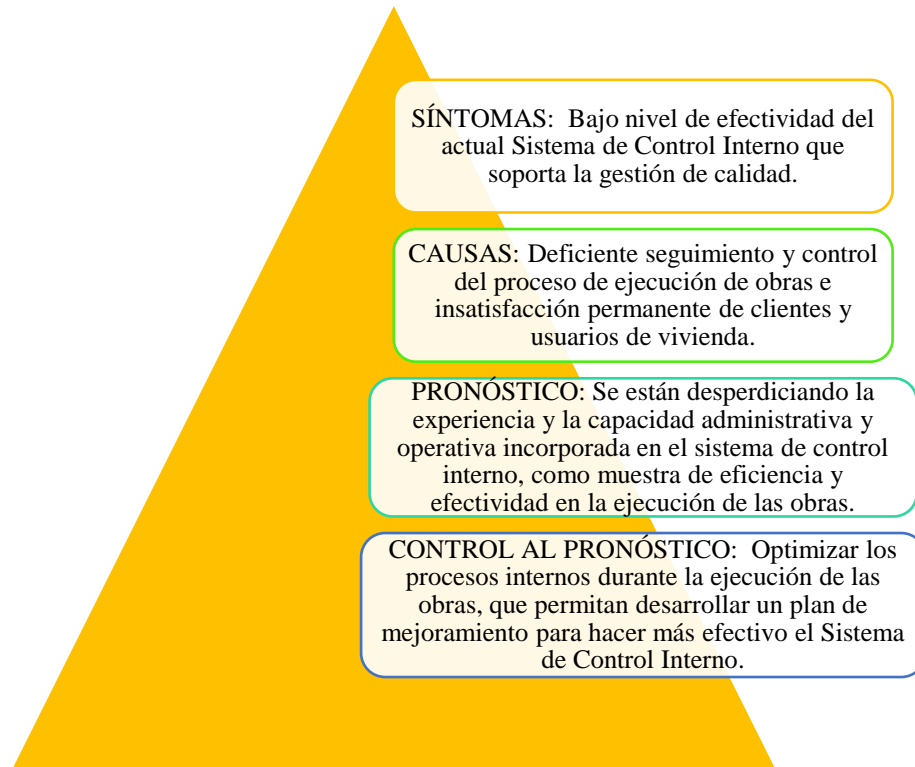 SÍNTOMAS:  Bajo nivel de efectividad del
actual Sistema de Control Interno que
soporta la gestión de calidad.
CAUSAS: Deficiente seguimiento y control
del proceso de ejecución de obras e
insatisfacción permanente de clientes y
usuarios de vivienda.
PRONÓSTICO: Se están desperdiciando la
experiencia y la capacidad administrativa y
operativa incorporada en el sistema de control
interno, como muestra de eficiencia y
efectividad en la ejecución de las obras.
CONTROL AL PRONÓSTICO:  Optimizar los
procesos internos durante la ejecución de las
obras, que permitan desarrollar un plan de
mejoramiento para hacer más efectivo el Sistema
de Control Interno.